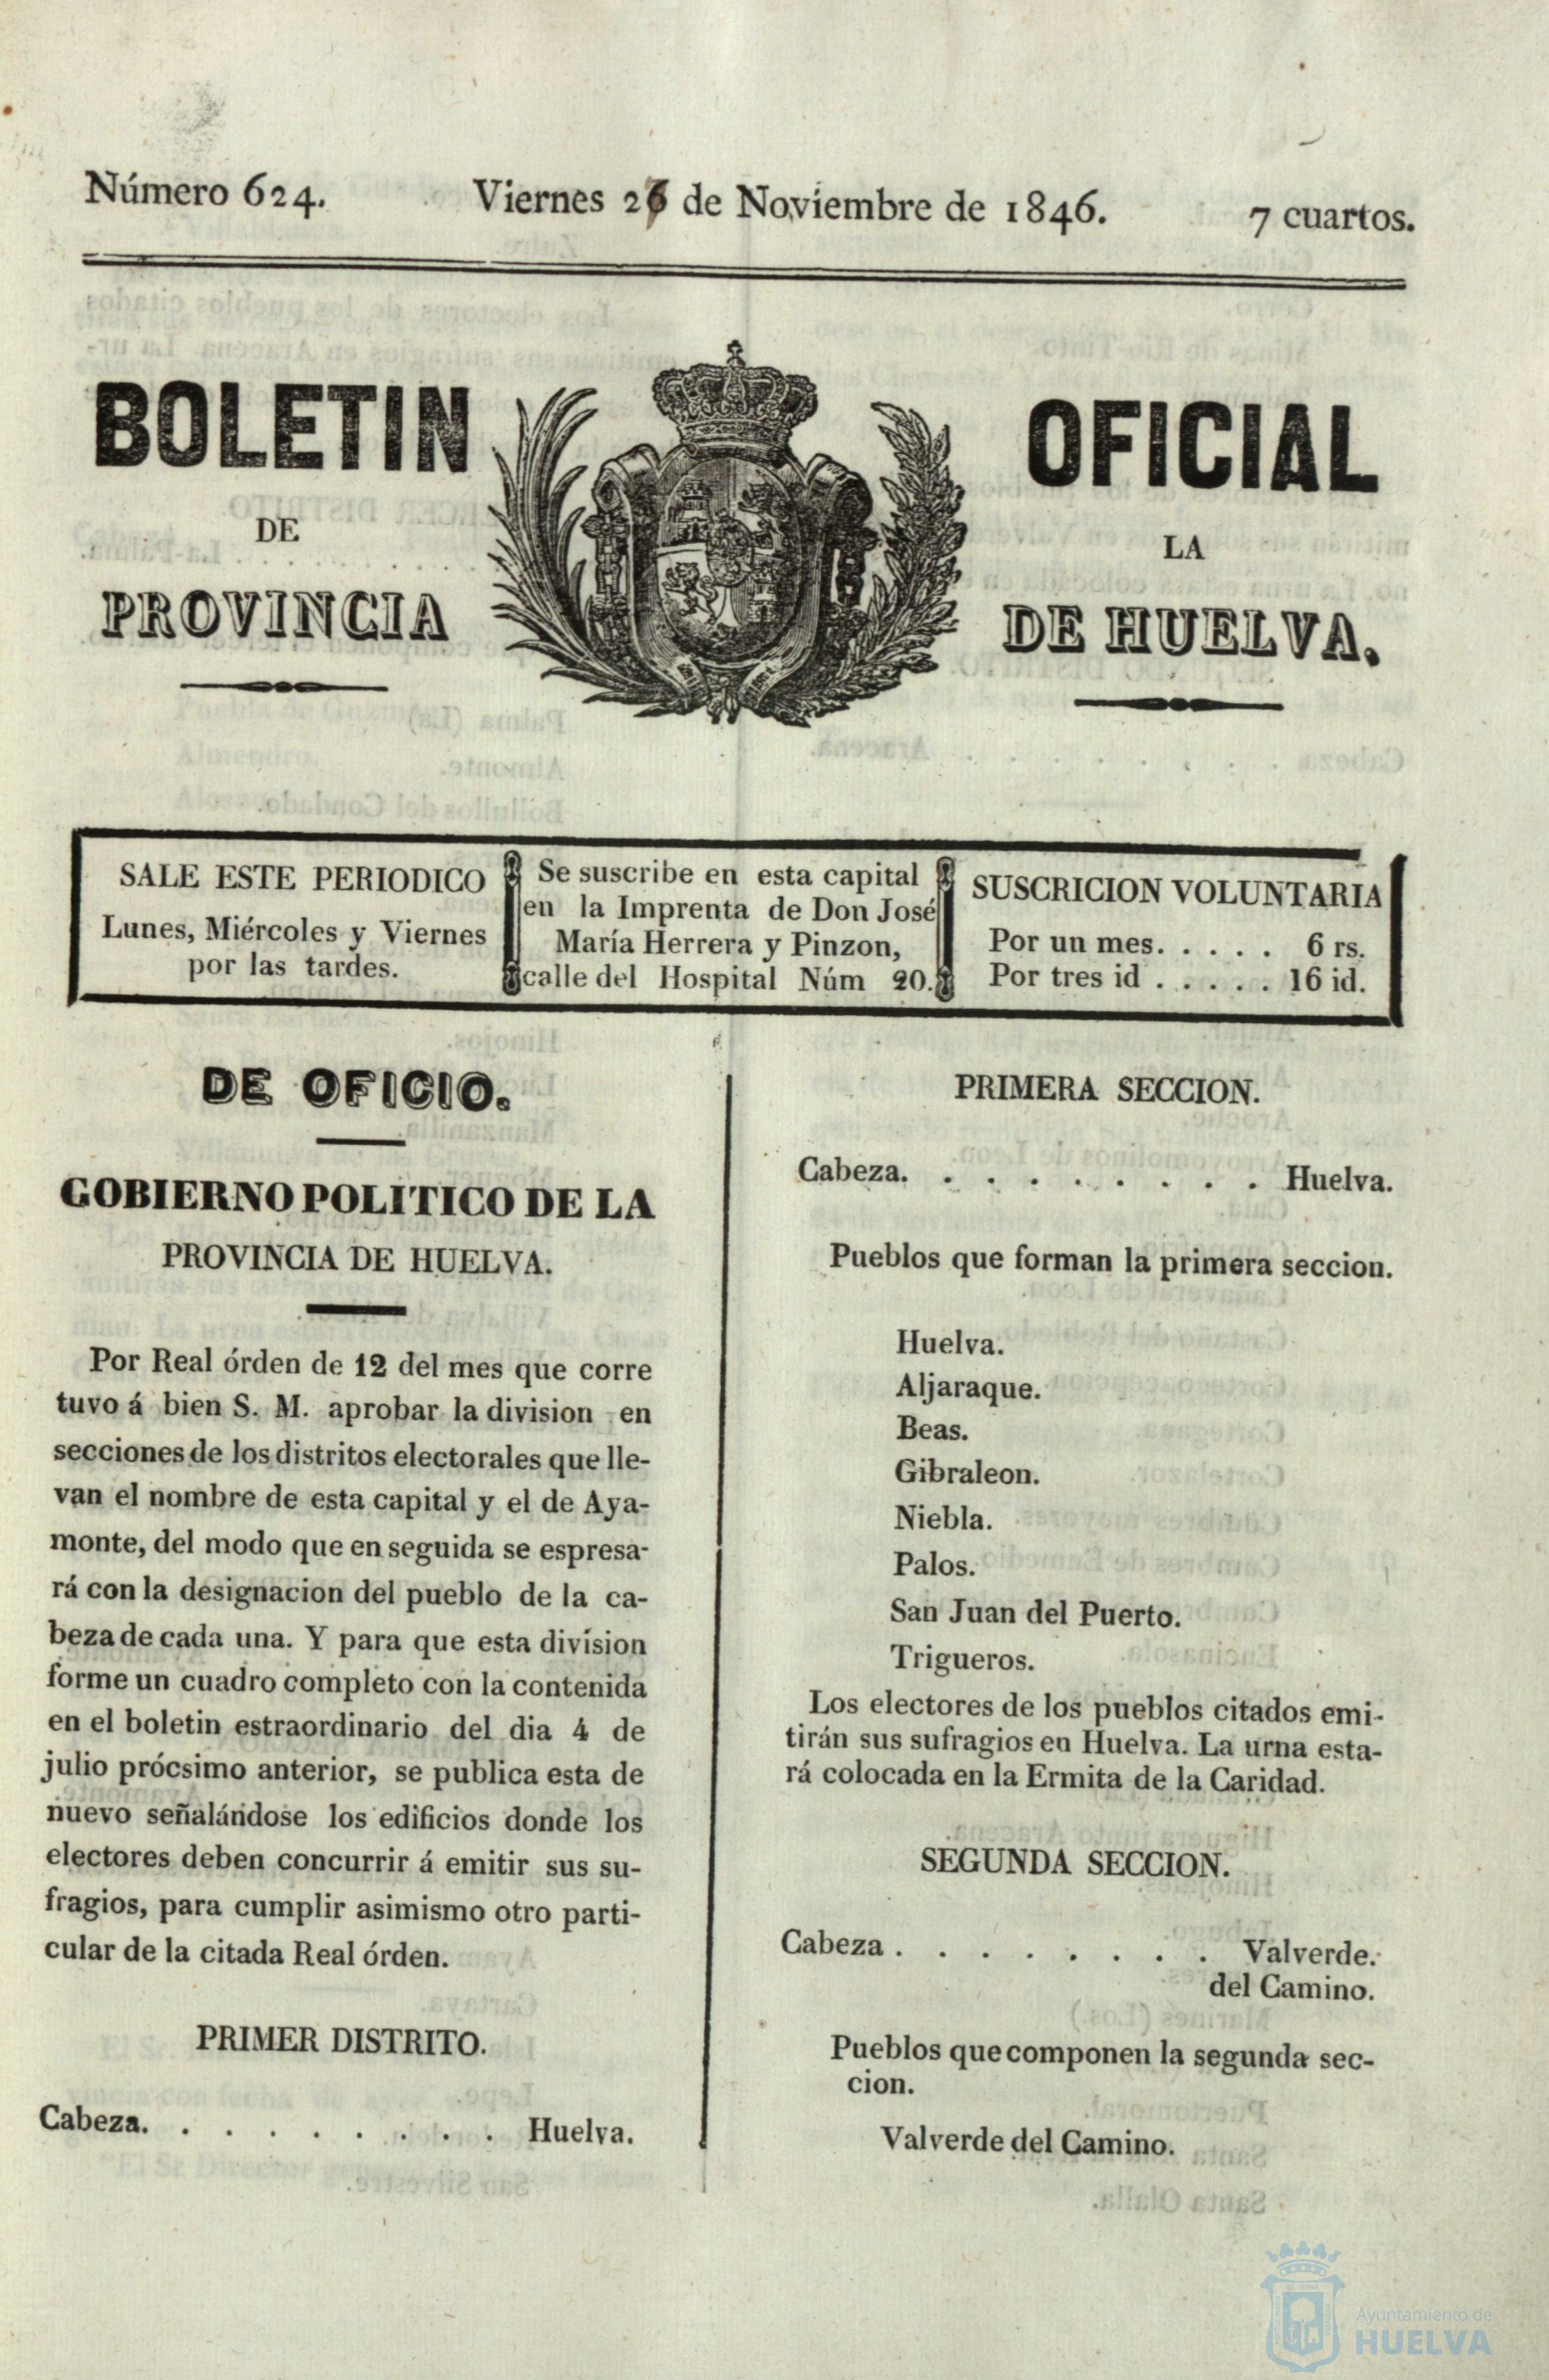 Número 624.
Viernes 27 de Noviembre de 1846.
7 cuartos.
BOLETIN OFICIAL
DE LA
PROVINCIA DE HUELVA.
SALE ESTE PERIODICO
Lunes, Miércoles y Viernes
por las tardes.
Se suscribe en esta capital
en la Imprenta de Don José
María Herrera y Pinzon,
calle del Hospital Núm 20.
SUSCRICION VOLUNTARIA
Por un mes. . . . . 6 rs.
Por tres id . . . . . 16 id.
DE OFICIO.
GOBIERNO POLITICO DE LA
PROVINCIA DE HUELVA.
Por Real órden de 12 del mes que corre
tuvo á bien S. M. aprobar la division en
secciones de los distritos electorales que lle-
van el nombre de esta capital y el de Aya-
monte, del modo que en seguida se espresa-
rá con la designacion del pueblo de la ca-
beza de cada una. Y para que esta división
forme un cuadro completo con la contenida
en el boletin estraordinario del dia 4 de
julio prócsimo anterior, se publica esta de
nuevo señalándose los edificios donde los
electores deben concurrir á emitir sus su-
fragios, para cumplir asimismo otro parti-
cular de la citada Real órden.
PRIMER DISTRITO.
Cabeza. . . . . . . . . Huelva.
PRIMERA SECCION.
Cabeza. . . . . . . . . Huelva.
Pueblos que forman la primera seccion.
Huelva.
Aljaraque.
Beas.
Gibraleon.
Niebla.
Palos.
San Juan del Puerto.
Trigueros.
Los electores de los pueblos citados emi-
tirán sus sufragios en Huelva. La urna esta-
rá colocada en la Ermita de la Caridad.
SEGUNDA SECCION.
Cabeza . . . . . . . . Valverde.
del Camino.
Pueblos que componen la segunda sec-
cion.
Valverde del Camino.
Ayuntamiento de
HUELVA